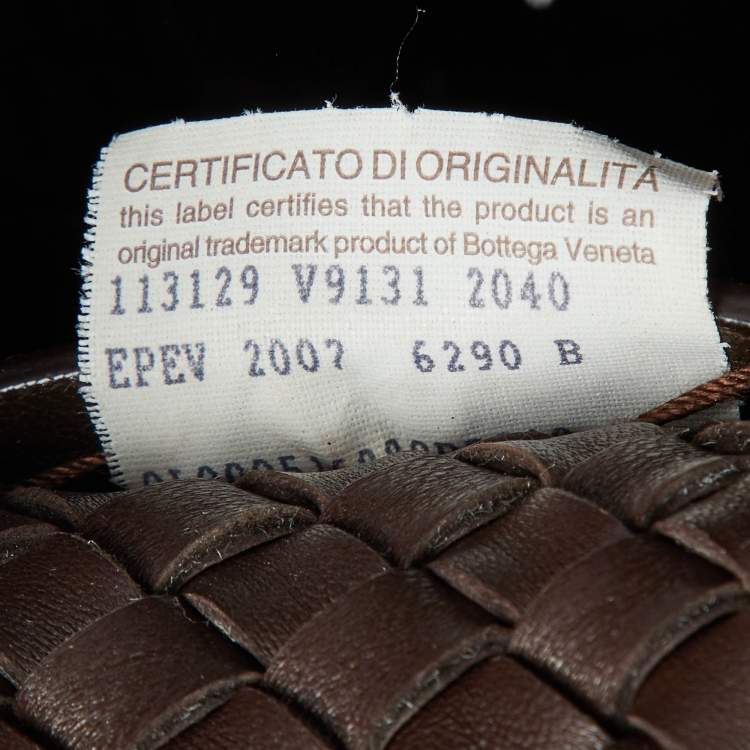 CERTIFICATO DI ORIGINALITÀ
this label certifies that the product is an
original trademark product of Bottega Veneta
113129 V9131 2040
EPEV 2007 6290 B